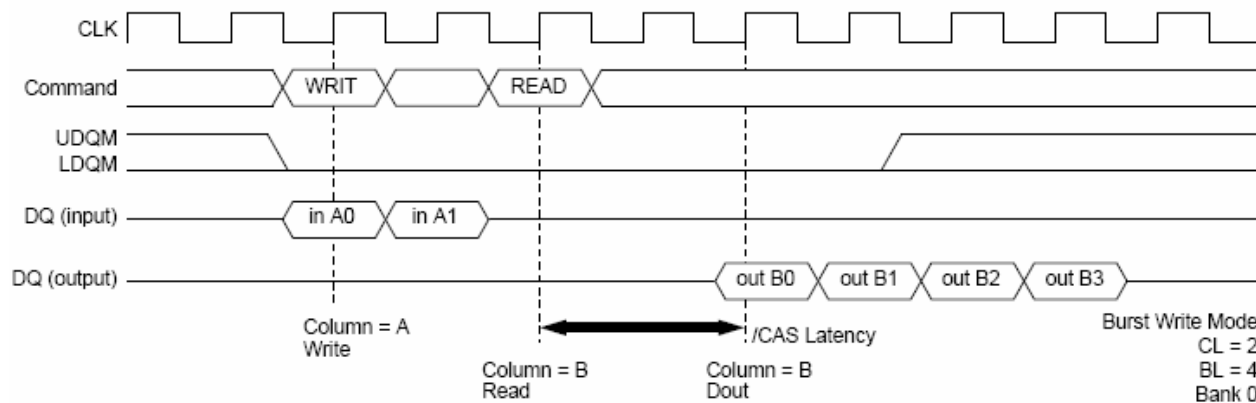 CLK
Command
WRIT
READ
UDQM
LDQM
DQ (input)
in A0
in A1
DQ (output)
out B0
out B1
out B2
out B3
Column = A
Write
/CAS Latency
Column = B
Read
Column = B
Dout
Burst Write Mode
CL = 2
BL = 4
Bank 0